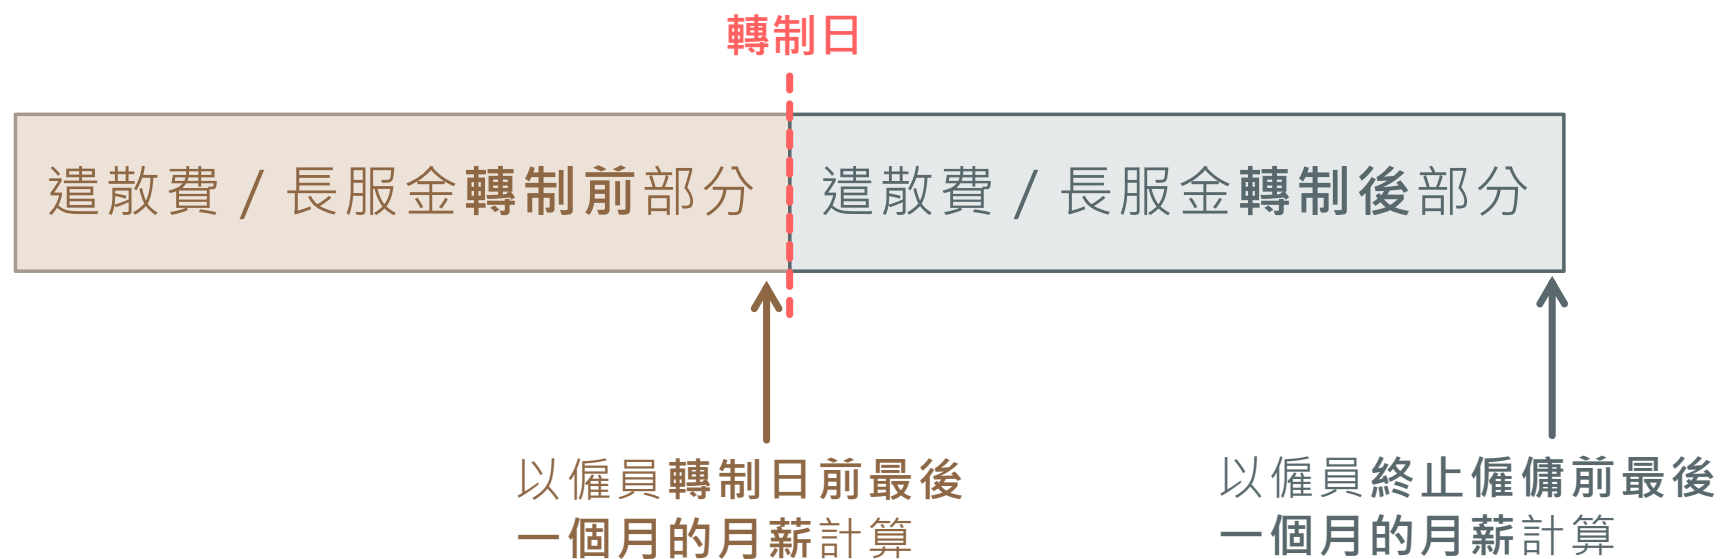 轉制日
遣散費 / 長服金轉制前部分
遣散費 / 長服金轉制後部分
以僱員轉制日前最後
一個月的月薪計算
以僱員終止僱傭前最後
一個月的月薪計算